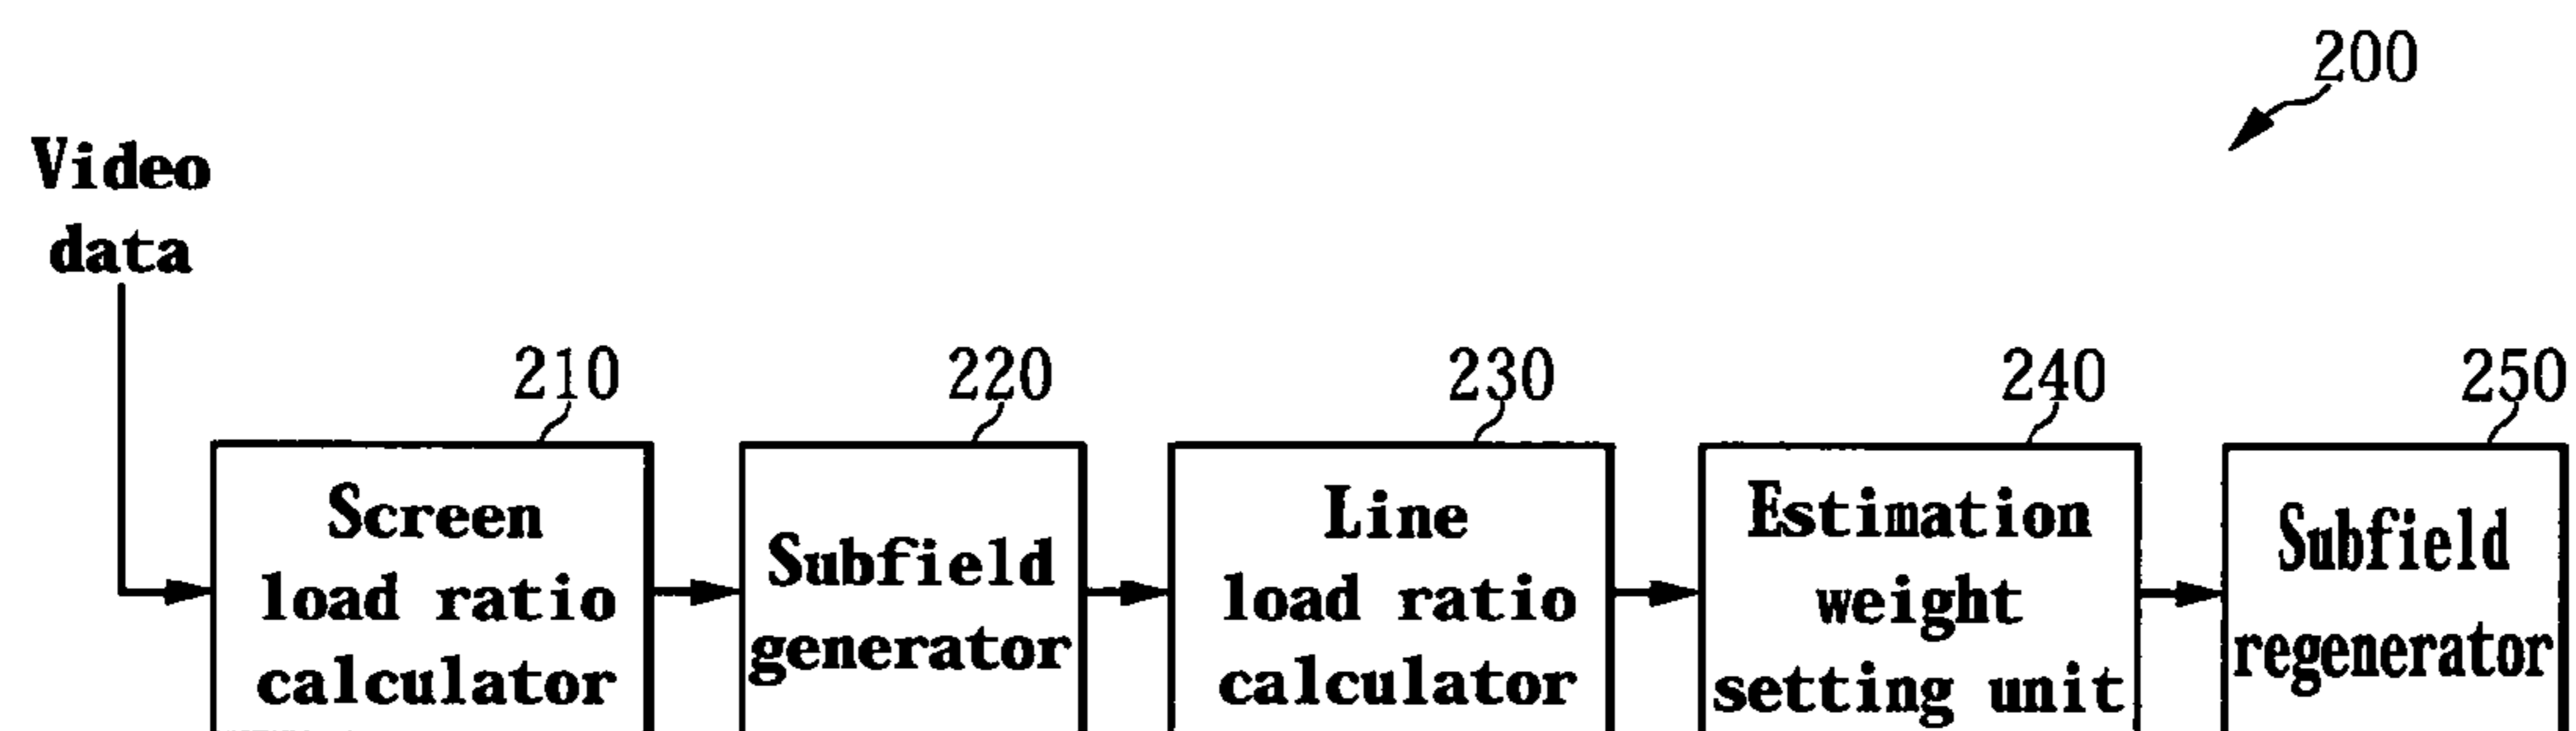 200
Video
data
210
220
230
240
250
Screen
load ratio
calculator
Subfield
generator
Line
load ratio
calculator
Estimation
weight
setting unit
Subfield
regenerator